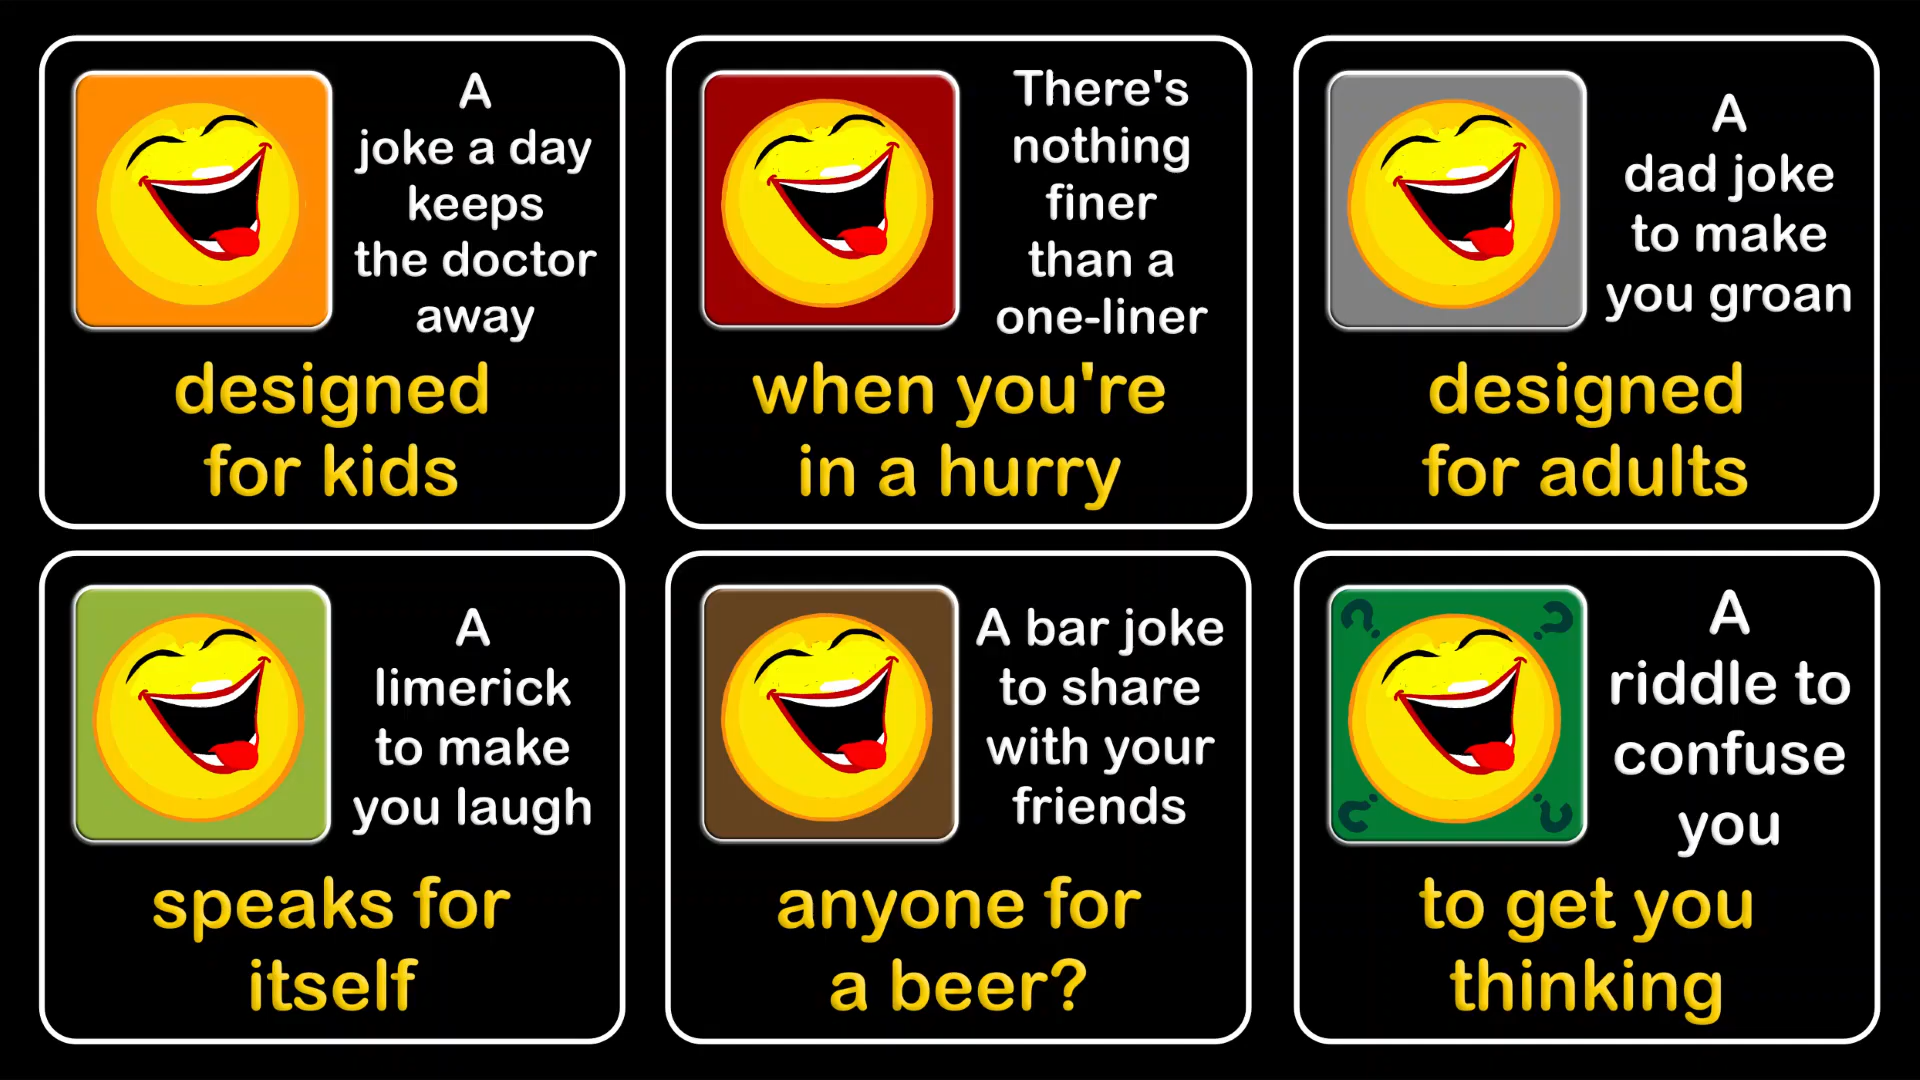 A
joke a day
keeps
the doctor
away
designed
for kids
There's
nothing
finer
than a
one-liner
when you're
in a hurry
A
dad joke
to make
you groan
designed
for adults
A
limerick
to make
you laugh
speaks for
itself
A bar joke
to share
with your
friends
anyone for
a beer?
? ?
? ?
A
riddle to
confuse
you
to get you
thinking